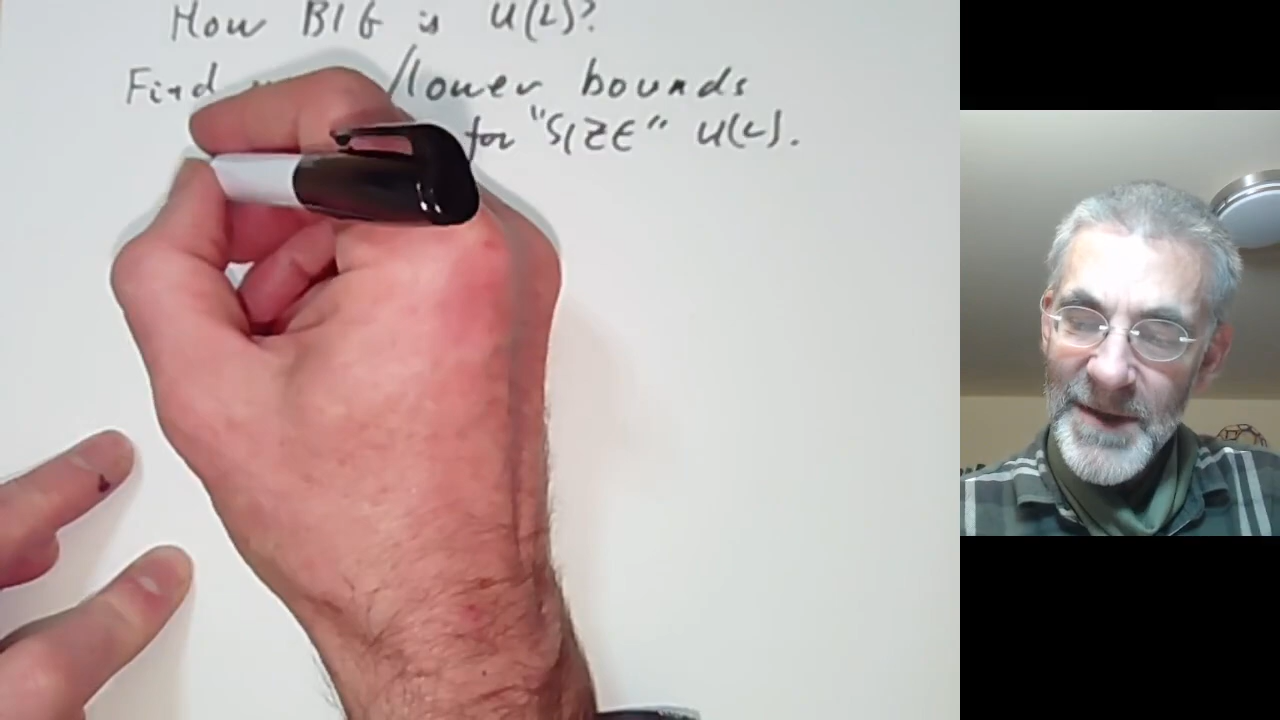 How BIG is U(L)?
Find /lower bounds
for "SIZE" U(L).